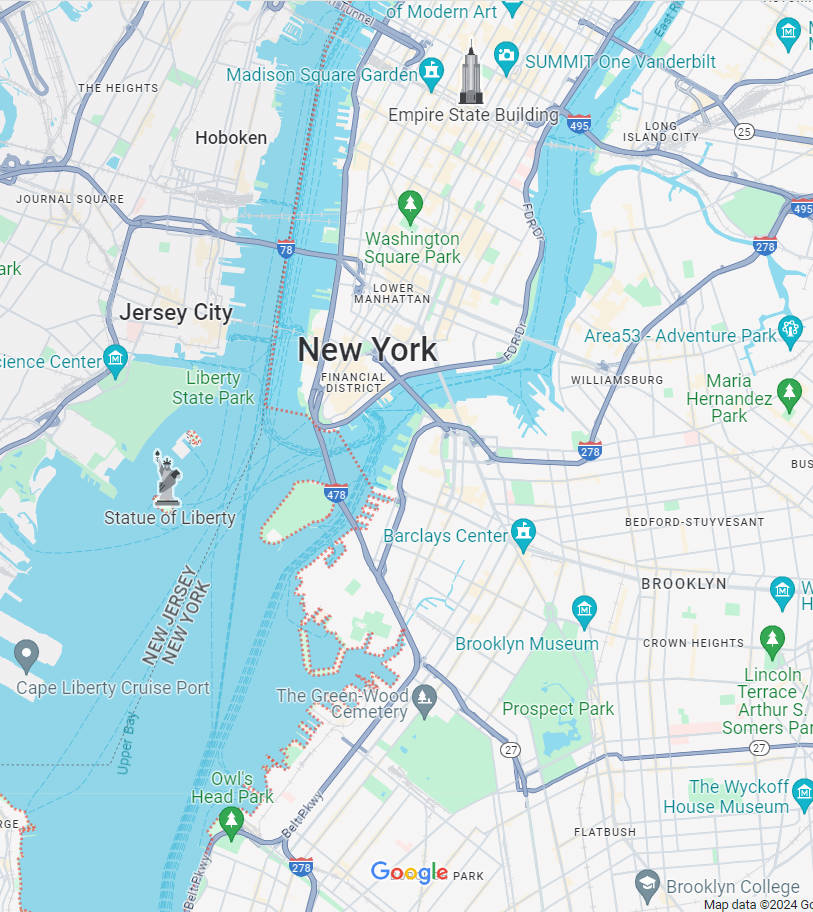 Tunnel
of Modern Art
East R
M
M
SUMMIT One Vanderbilt
Madison Square Garden
THE HEIGHTS
Empire State Building
495
LONG
ISLAND CITY
25
Hoboken
JOURNAL SQUARE
495
FDR Dr
Washington
Square Park
78
278
ark
LOWER
MANHATTAN
Jersey City
Area53 - Adventure Park
FDR Dr
New York
cience Center
FINANCIAL
DISTRICT
WILLIAMSBURG
Liberty
State Park
Maria
Hernandez
Park
278
BUS
478
Statue of Liberty
BEDFORD-STUYVESANT
Barclays Center
BROOKLYN
W
H
NEW JERSEY
NEW YORK
Brooklyn Museum
CROWN HEIGHTS
Cape Liberty Cruise Port
The Green-Wood
Cemetery
Lincoln
Terrace /
Arthur S.
Somers Par
Prospect Park
Upper Bay
27
27
Owl's
Head Park
The Wyckoff
House Museum
Belt Pkwy
RGE
FLATBUSH
278
Belt Pkwy
Google
PARK
Brooklyn College
Map data ©2024 Go